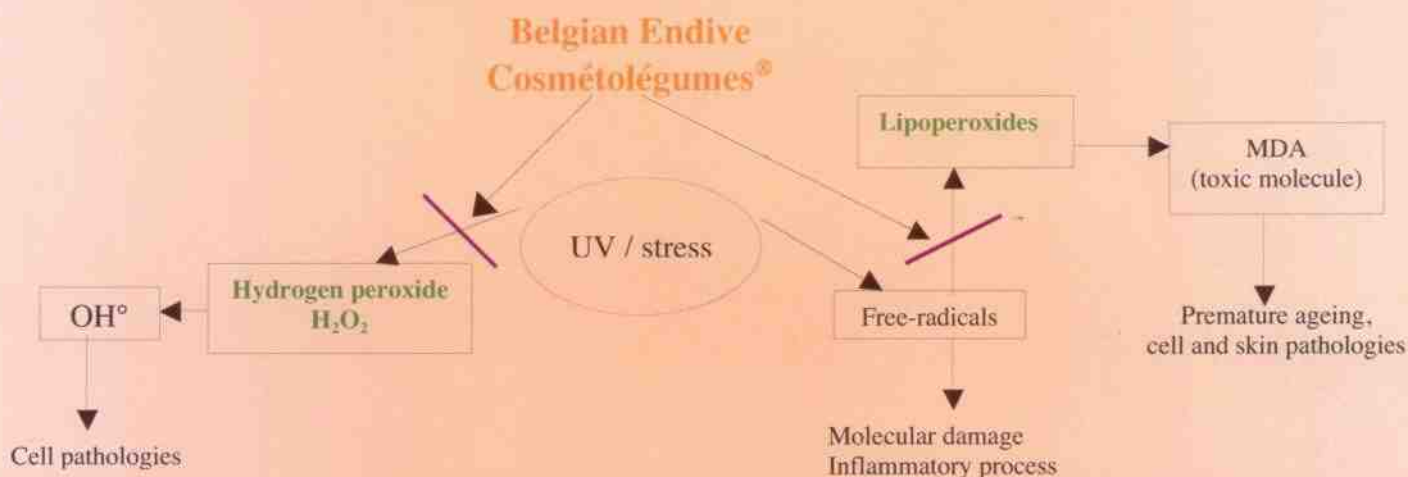 Belgian Endive
Cosmétolégumes®
Lipoperoxides
MDA
(toxic molecule)
UV / stress
Hydrogen peroxide
H₂O₂
OH°
Free-radicals
Premature ageing,
cell and skin pathologies
Cell pathologies
Molecular damage
Inflammatory process